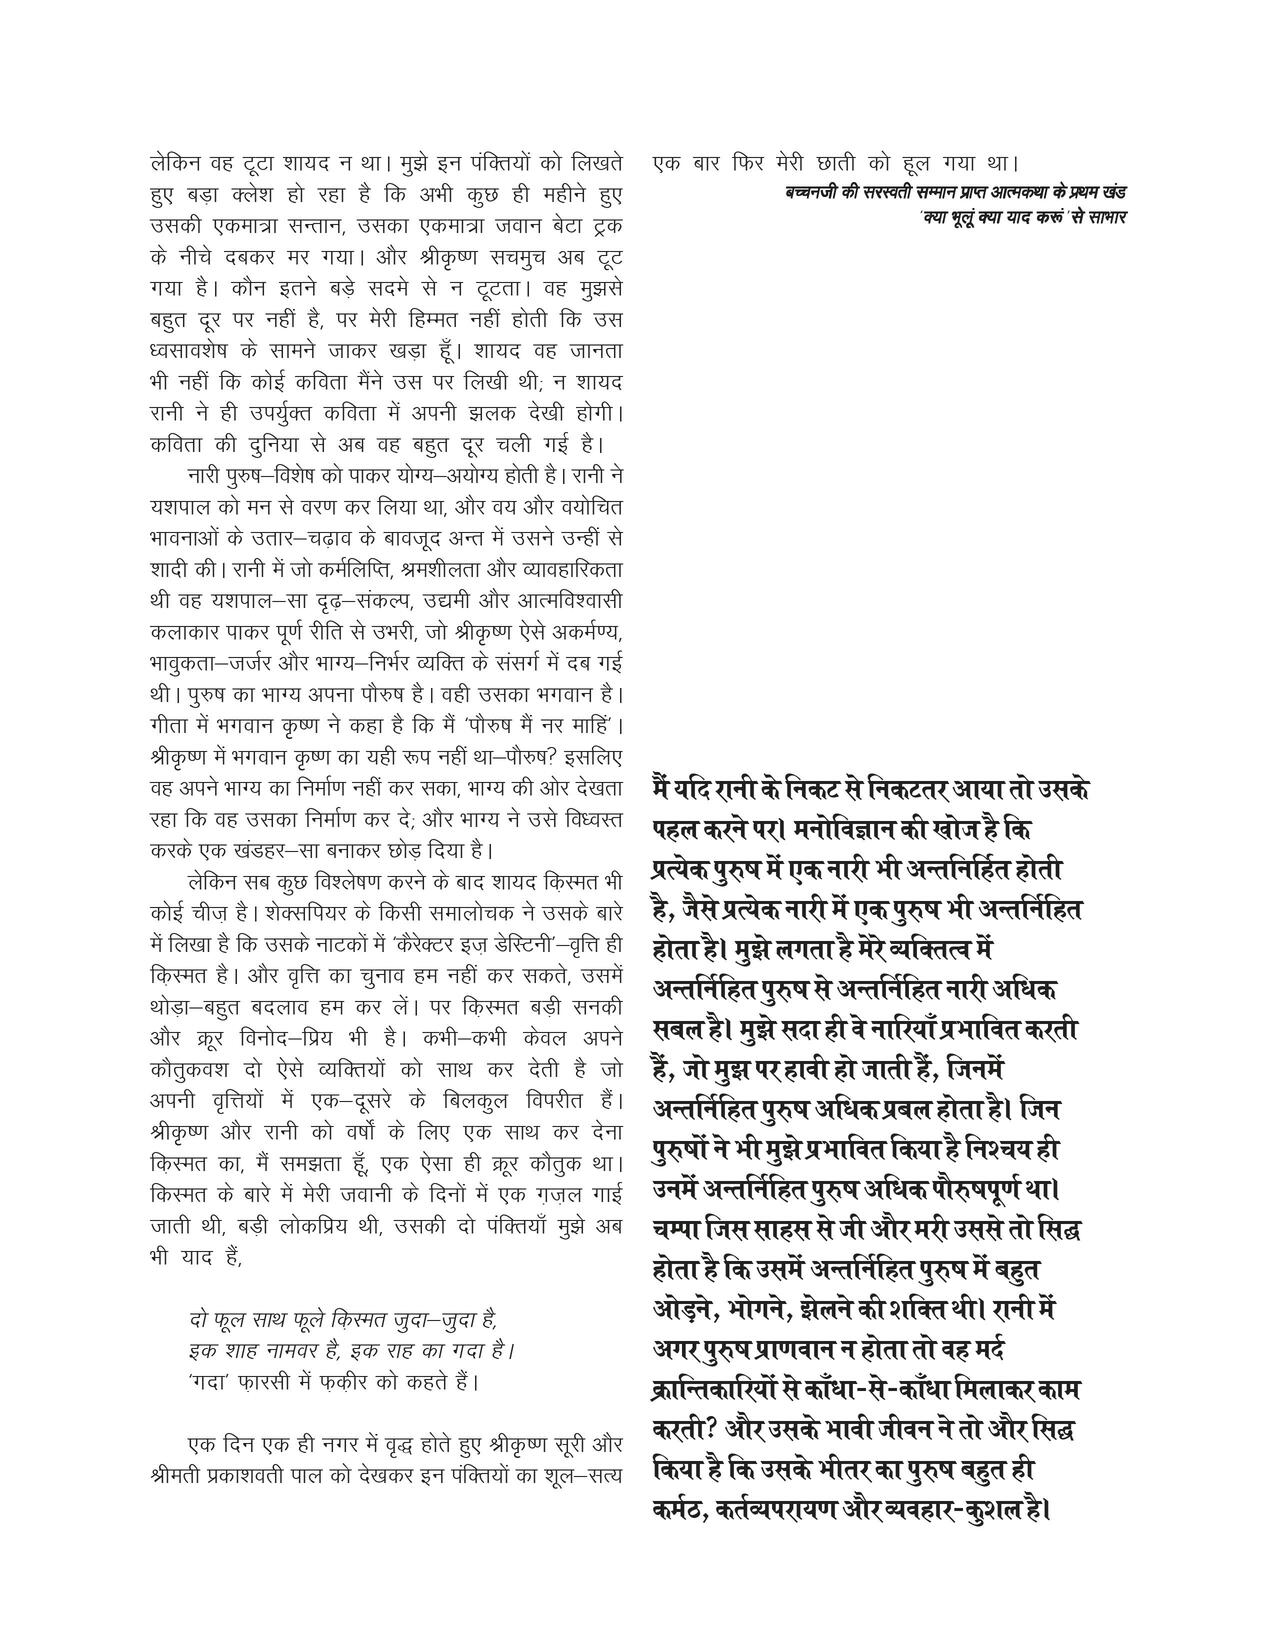 लेकिन वह टूटा शायद न था। मुझे इन पंक्तियों को लिखते
हुए बड़ा क्लेश हो रहा है कि अभी कुछ ही महीने हुए
उसकी एकमात्रा सन्तान, उसका एकमात्रा जवान बेटा ट्रक
के नीचे दबकर मर गया। और श्रीकृष्ण सचमुच अब टूट
गया है। कौन इतने बड़े सदमे से न टूटता। वह मुझसे
बहुत दूर पर नहीं है, पर मेरी हिम्मत नहीं होती कि उस
ध्वसावशेष के सामने जाकर खड़ा हूँ। शायद वह जानता
भी नहीं कि कोई कविता मैंने उस पर लिखी थी; न शायद
रानी ने ही उपर्युक्त कविता में अपनी झलक देखी होगी।
कविता की दुनिया से अब वह बहुत दूर चली गई है।
नारी पुरुष–विशेष को पाकर योग्य–अयोग्य होती है। रानी ने
यशपाल को मन से वरण कर लिया था, और वय और वयोचित
भावनाओं के उतार–चढ़ाव के बावजूद अन्त में उसने उन्हीं से
शादी की। रानी में जो कर्मलिप्ति, श्रमशीलता और व्यावहारिकता
थी वह यशपाल–सा दृढ़–संकल्प, उद्यमी और आत्मविश्वासी
कलाकार पाकर पूर्ण रीति से उभरी, जो श्रीकृष्ण ऐसे अकर्मण्य,
भावुकता–जर्जर और भाग्य–निर्भर व्यक्ति के संसर्ग में दब गई
थी। पुरुष का भाग्य अपना पौरुष है। वही उसका भगवान है।
गीता में भगवान कृष्ण ने कहा है कि मैं ‘पौरुष मैं नर माहिं‘।
श्रीकृष्ण में भगवान कृष्ण का यही रूप नहीं था–पौरुष? इसलिए
वह अपने भाग्य का निर्माण नहीं कर सका, भाग्य की ओर देखता
रहा कि वह उसका निर्माण कर दे; और भाग्य ने उसे विध्वस्त
करके एक खंडहर–सा बनाकर छोड़ दिया है।
लेकिन सब कुछ विश्लेषण करने के बाद शायद क़िस्मत भी
कोई चीज़ है। शेक्सपियर के किसी समालोचक ने उसके बारे
में लिखा है कि उसके नाटकों में ‘कैरेक्टर इज़ डेस्टिनी’–वृत्ति ही
क़िस्मत है। और वृत्ति का चुनाव हम नहीं कर सकते, उसमें
थोड़ा–बहुत बदलाव हम कर लें। पर क़िस्मत बड़ी सनकी
और क्रूर विनोद–प्रिय भी है। कभी–कभी केवल अपने
कौतुकवश दो ऐसे व्यक्तियों को साथ कर देती है जो
अपनी वृत्तियों में एक–दूसरे के बिलकुल विपरीत हैं।
श्रीकृष्ण और रानी को वर्षों के लिए एक साथ कर देना
क़िस्मत का, मैं समझता हूँ, एक ऐसा ही क्रूर कौतुक था।
किस्मत के बारे में मेरी जवानी के दिनों में एक ग़ज़ल गाई
जाती थी, बड़ी लोकप्रिय थी, उसकी दो पंक्तियाँ मुझे अब
भी याद हैं,
दो फूल साथ फूले क़िस्मत जुदा–जुदा है,
इक शाह नामवर है, इक राह का गदा है।
‘गदा’ फ़ारसी में फ़क़ीर को कहते हैं।
एक दिन एक ही नगर में वृद्ध होते हुए श्रीकृष्ण सूरी और
श्रीमती प्रकाशवती पाल को देखकर इन पंक्तियों का शूल–सत्य
एक बार फिर मेरी छाती को हूल गया था।
बच्चनजी की सरस्वती सम्मान प्राप्त आत्मकथा के प्रथम खंड
‘क्या भूलूं क्या याद करूं ‘से साभार
मैं यदि रानी के निकट से निकटतर आया तो उसके
पहल करने पर। मनोविज्ञान की खोज है कि
प्रत्येक पुरुष में एक नारी भी अन्तनिर्हित होती
है, जैसे प्रत्येक नारी में एक पुरुष भी अन्तर्निहित
होता है। मुझे लगता है मेरे व्यक्तित्व में
अन्तर्निहित पुरुष से अन्तर्निहित नारी अधिक
सबल है। मुझे सदा ही वे नारियाँ प्रभावित करती
हैं, जो मुझ पर हावी हो जाती हैं, जिनमें
अन्तर्निहित पुरुष अधिक प्रबल होता है। जिन
पुरुषों ने भी मुझे प्रभावित किया है निश्चय ही
उनमें अन्तर्निहित पुरुष अधिक पौरुषपूर्ण था।
चम्पा जिस साहस से जी और मरी उससे तो सिद्ध
होता है कि उसमें अन्तर्निहित पुरुष में बहुत
ओड़ने, भोगने, झेलने की शक्ति थी। रानी में
अगर पुरुष प्राणवान न होता तो वह मर्द
क्रान्तिकारियों से काँधा-से-काँधा मिलाकर काम
करती? और उसके भावी जीवन ने तो और सिद्ध
किया है कि उसके भीतर का पुरुष बहुत ही
कर्मठ, कर्तव्यपरायण और व्यवहार-कुशल है।